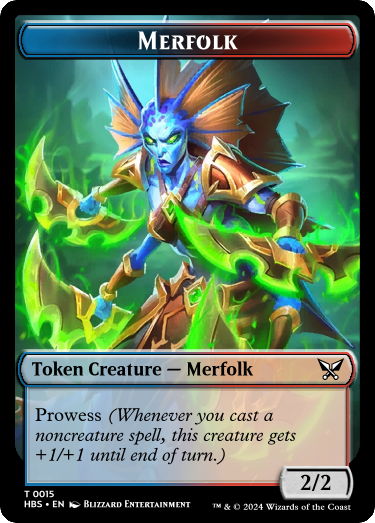 Merfolk
Token Creature — Merfolk
Prowess (Whenever you cast a
noncreature spell, this creature gets
+1/+1 until end of turn.)
2/2
T 0015
HBS • EN Blizzard Entertainment
™ & © 2024 Wizards of the Coast